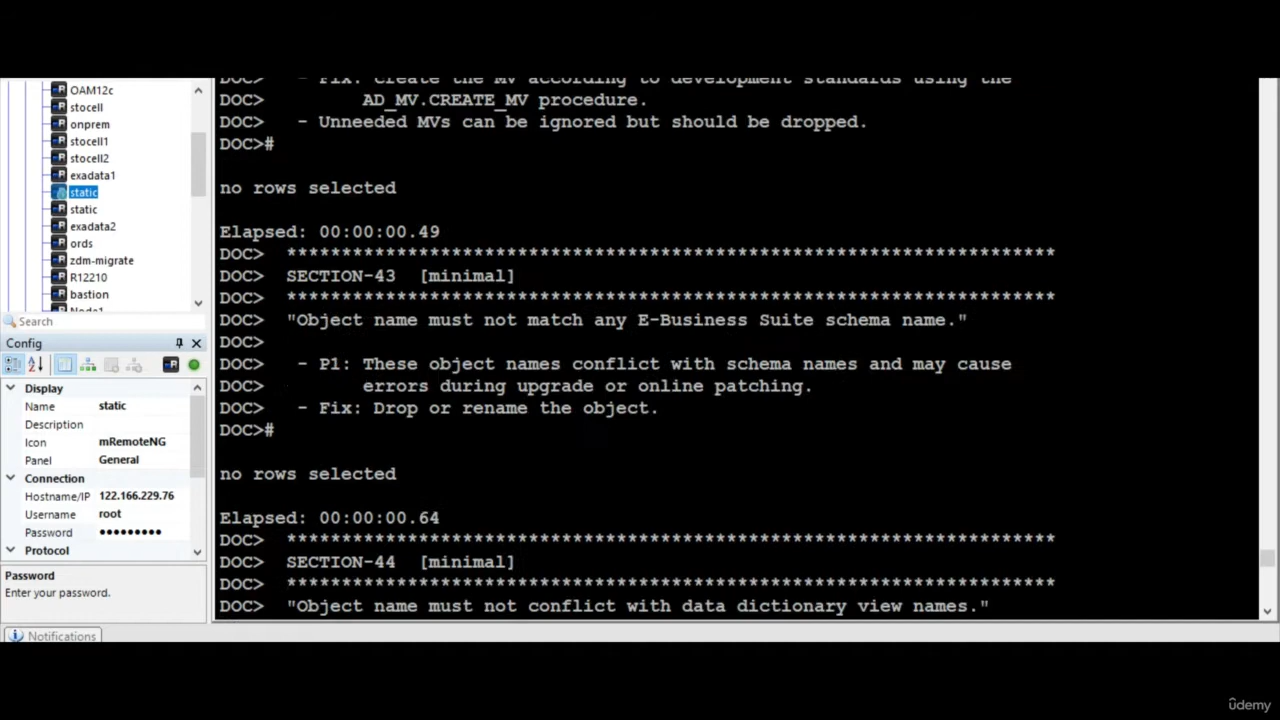 OAM12c
stocell
onprem
stocell1
stocell2
exadata1
static
static
exadata2
ords
zdm-migrate
R12210
bastion
Node1
Search
Config
Display
Name static
Description
Icon mRemoteNG
Panel General
Connection
Hostname/IP 122.166.229.76
Username root
Password ●●●●●●●●●
Protocol
Password
Enter your password.
Notifications
DOC> - Fix: Create the MV according to development standards using the
DOC> AD_MV.CREATE_MV procedure.
DOC> - Unneeded MVs can be ignored but should be dropped.
DOC>#
no rows selected
Elapsed: 00:00:00.49
DOC> **********************************************************************
DOC> SECTION-43 [minimal]
DOC> **********************************************************************
DOC> "Object name must not match any E-Business Suite schema name."
DOC>
DOC> - P1: These object names conflict with schema names and may cause
DOC> errors during upgrade or online patching.
DOC> - Fix: Drop or rename the object.
DOC>#
no rows selected
Elapsed: 00:00:00.64
DOC> **********************************************************************
DOC> SECTION-44 [minimal]
DOC> **********************************************************************
DOC> "Object name must not conflict with data dictionary view names."
ûdemy